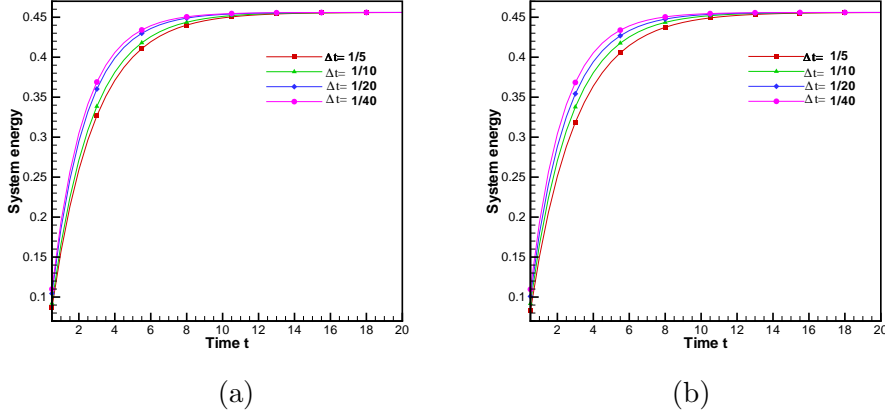 0.45
0.4
0.35
0.3
0.25
0.2
0.15
0.1
System energy
2 4 6 8 10 12 14 16 18 20
Time t
Δt= 1/5
Δt= 1/10
Δt= 1/20
Δt= 1/40
(a)
0.45
0.4
0.35
0.3
0.25
0.2
0.15
0.1
System energy
2 4 6 8 10 12 14 16 18 20
Time t
Δt= 1/5
Δt= 1/10
Δt= 1/20
Δt= 1/40
(b)